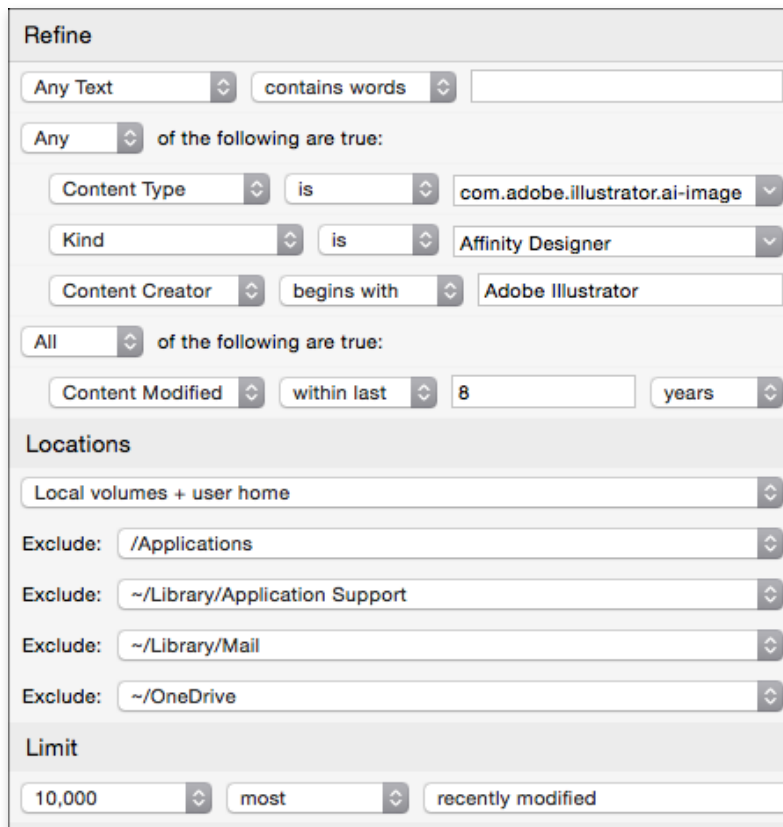 Refine
Any Text contains words
Any of the following are true:
Content Type is com.adobe.illustrator.ai-image
Kind is Affinity Designer
Content Creator begins with Adobe Illustrator
All of the following are true:
Content Modified within last 8 years
Locations
Local volumes + user home
Exclude: /Applications
Exclude: ~/Library/Application Support
Exclude: ~/Library/Mail
Exclude: ~/OneDrive
Limit
10,000 most recently modified